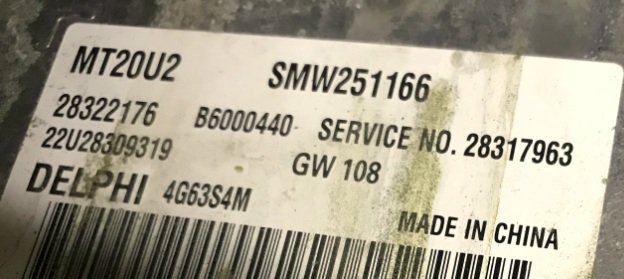 MT20U2 SMW251166
28322176 B6000440 SERVICE NO. 28317963
22U28309319 GW 108
DELPHI 4G63S4M
MADE IN CHINA